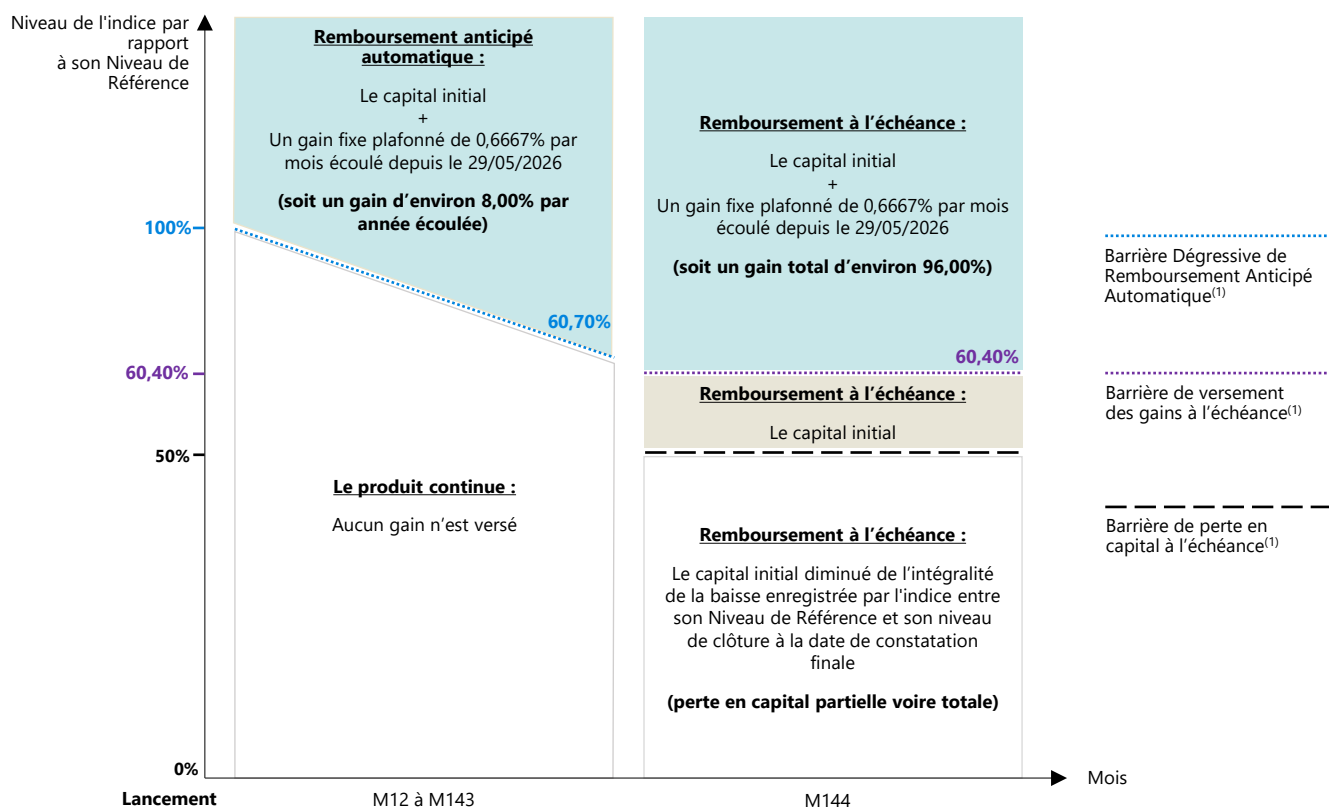 Niveau de l'indice par
rapport
à son Niveau de
Référence
Remboursement anticipé
automatique :
Le capital initial
+
Un gain fixe plafonné de 0,6667% par
mois écoulé depuis le 29/05/2026
(soit un gain d’environ 8,00% par
année écoulée)
100%
60,70%
60,40%
50%
0%
Le produit continue :
Aucun gain n’est versé
Remboursement à l’échéance :
Le capital initial
+
Un gain fixe plafonné de 0,6667% par mois
écoulé depuis le 29/05/2026
(soit un gain total d’environ 96,00%)
60,40%
Remboursement à l’échéance :
Le capital initial
Remboursement à l’échéance :
Le capital initial diminué de l’intégralité
de la baisse enregistrée par l'indice entre
son Niveau de Référence et son niveau
de clôture à la date de constatation
finale
(perte en capital partielle voire totale)
Barrière Dégressive de
Remboursement Anticipé
Automatique(1)
Barrière de versement
des gains à l’échéance(1)
Barrière de perte en
capital à l’échéance(1)
Mois
Lancement
M12 à M143
M144